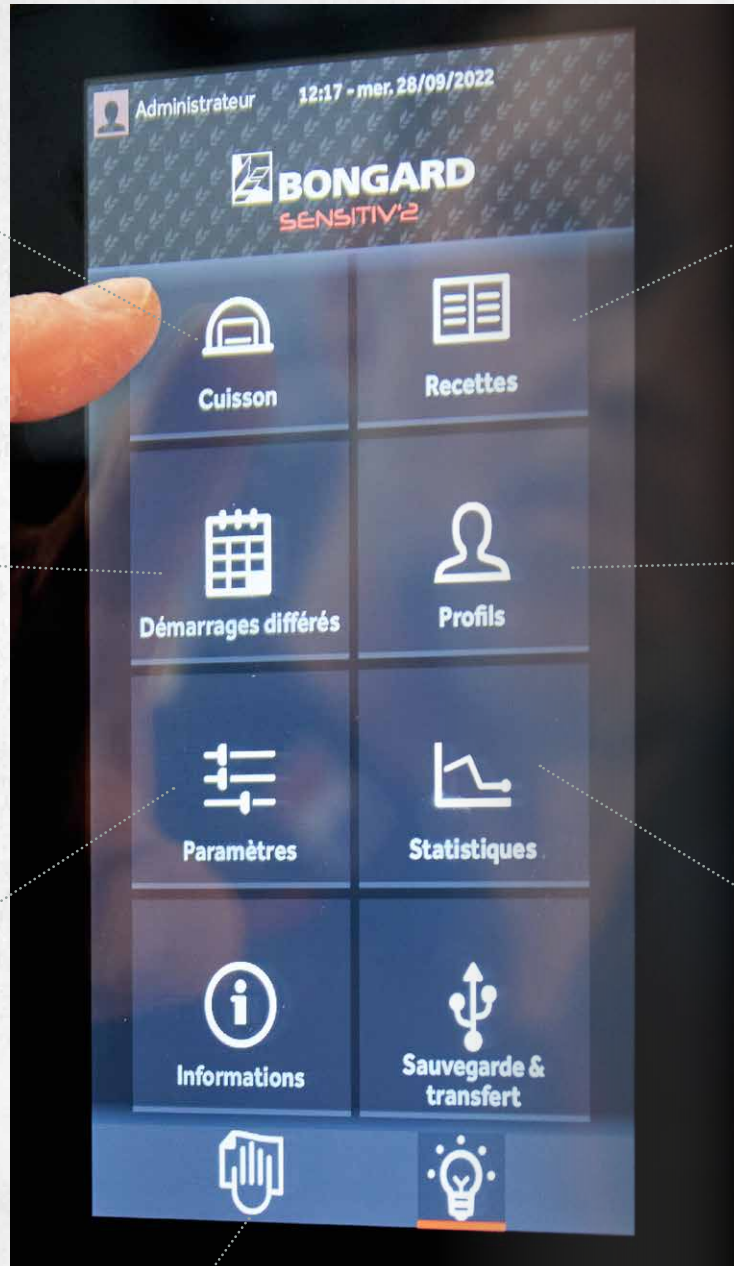 Administrateur 12:17 - mer. 28/09/2022
BONGARD
SENSITIV'2
Cuisson
Recettes
Démarrages différés
Profils
Paramètres
Statistiques
Informations
Sauvegarde &
transfert